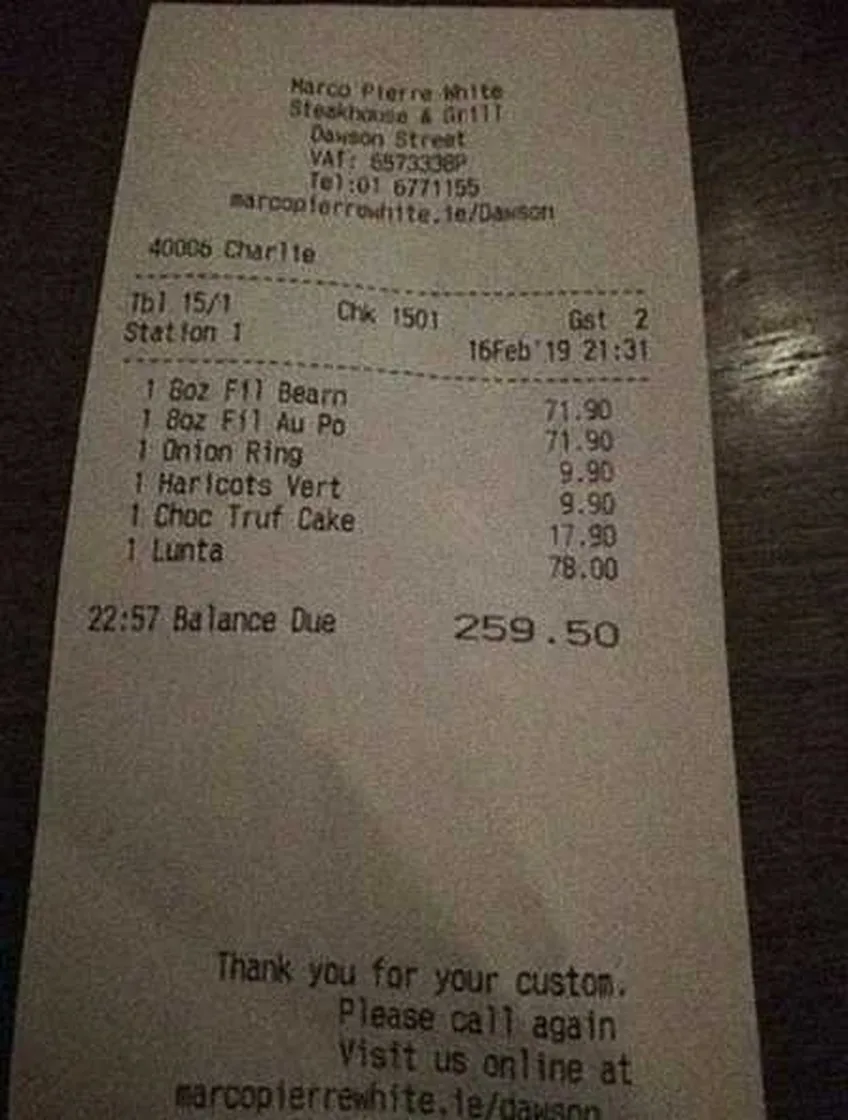 Marco Pierre White
Steakhouse & Grill
Dawson Street
VAT: 6573338P
Tel:01 6771155
marcopierrewhite.ie/Dawson
40006 Charlie
Tbl 15/1 Chk 1501 Gst 2
Station 1 16Feb'19 21:31
1 8oz Fil Bearn 71.90
1 8oz Fil Au Po 71.90
1 Onion Ring 9.90
1 Haricots Vert 9.90
1 Choc Truf Cake 17.90
1 Lunta 78.00
22:57 Balance Due 259.50
Thank you for your custom.
Please call again
Visit us online at
marcopierrewhite.ie/dawson